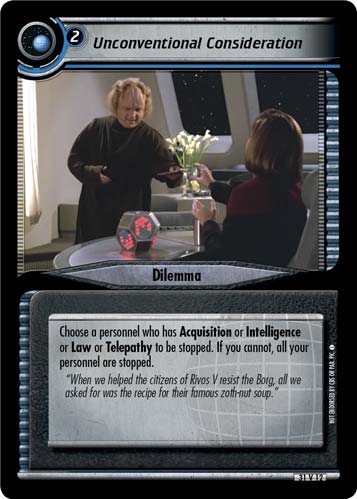 2
Unconventional Consideration
Dilemma
Choose a personnel who has Acquisition or Intelligence
or Law or Telepathy to be stopped. If you cannot, all your
personnel are stopped.
"When we helped the citizens of Rivos V resist the Borg, all we
asked for was the recipe for their famous zoth-nut soup."
NOT ENDORSED BY CBS OR PAR. PIC.
31 V 12